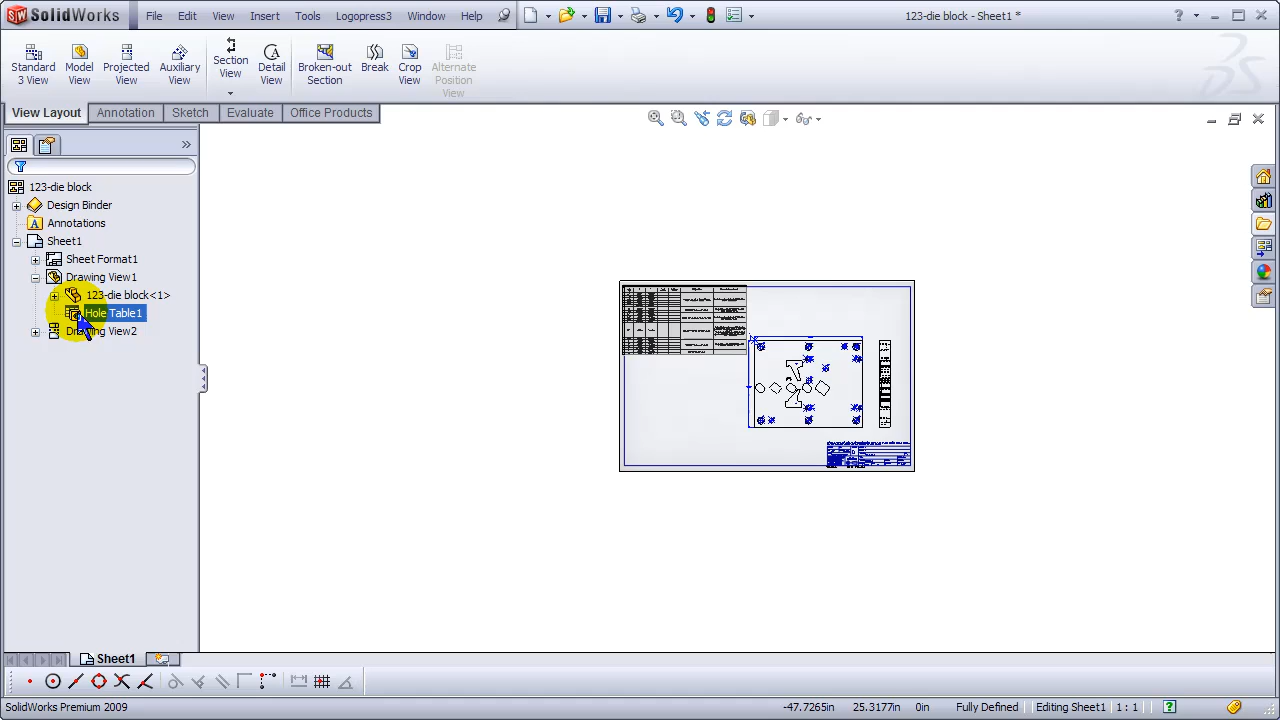 SolidWorks File Edit View Insert Tools Logopress3 Window Help 123-die block - Sheet1 *
Standard 3 View
Model View
Projected View
Auxiliary View
Section View
Detail View
Broken-out Section
Break
Crop View
Alternate Position View
View Layout Annotation Sketch Evaluate Office Products
123-die block
Design Binder
Annotations
Sheet1
Sheet Format1
Drawing View1
123-die block<1>
Hole Table1
Drawing View2
Sheet1
SolidWorks Premium 2009 -47.7265in 25.3177in 0in Fully Defined Editing Sheet1 1 : 1